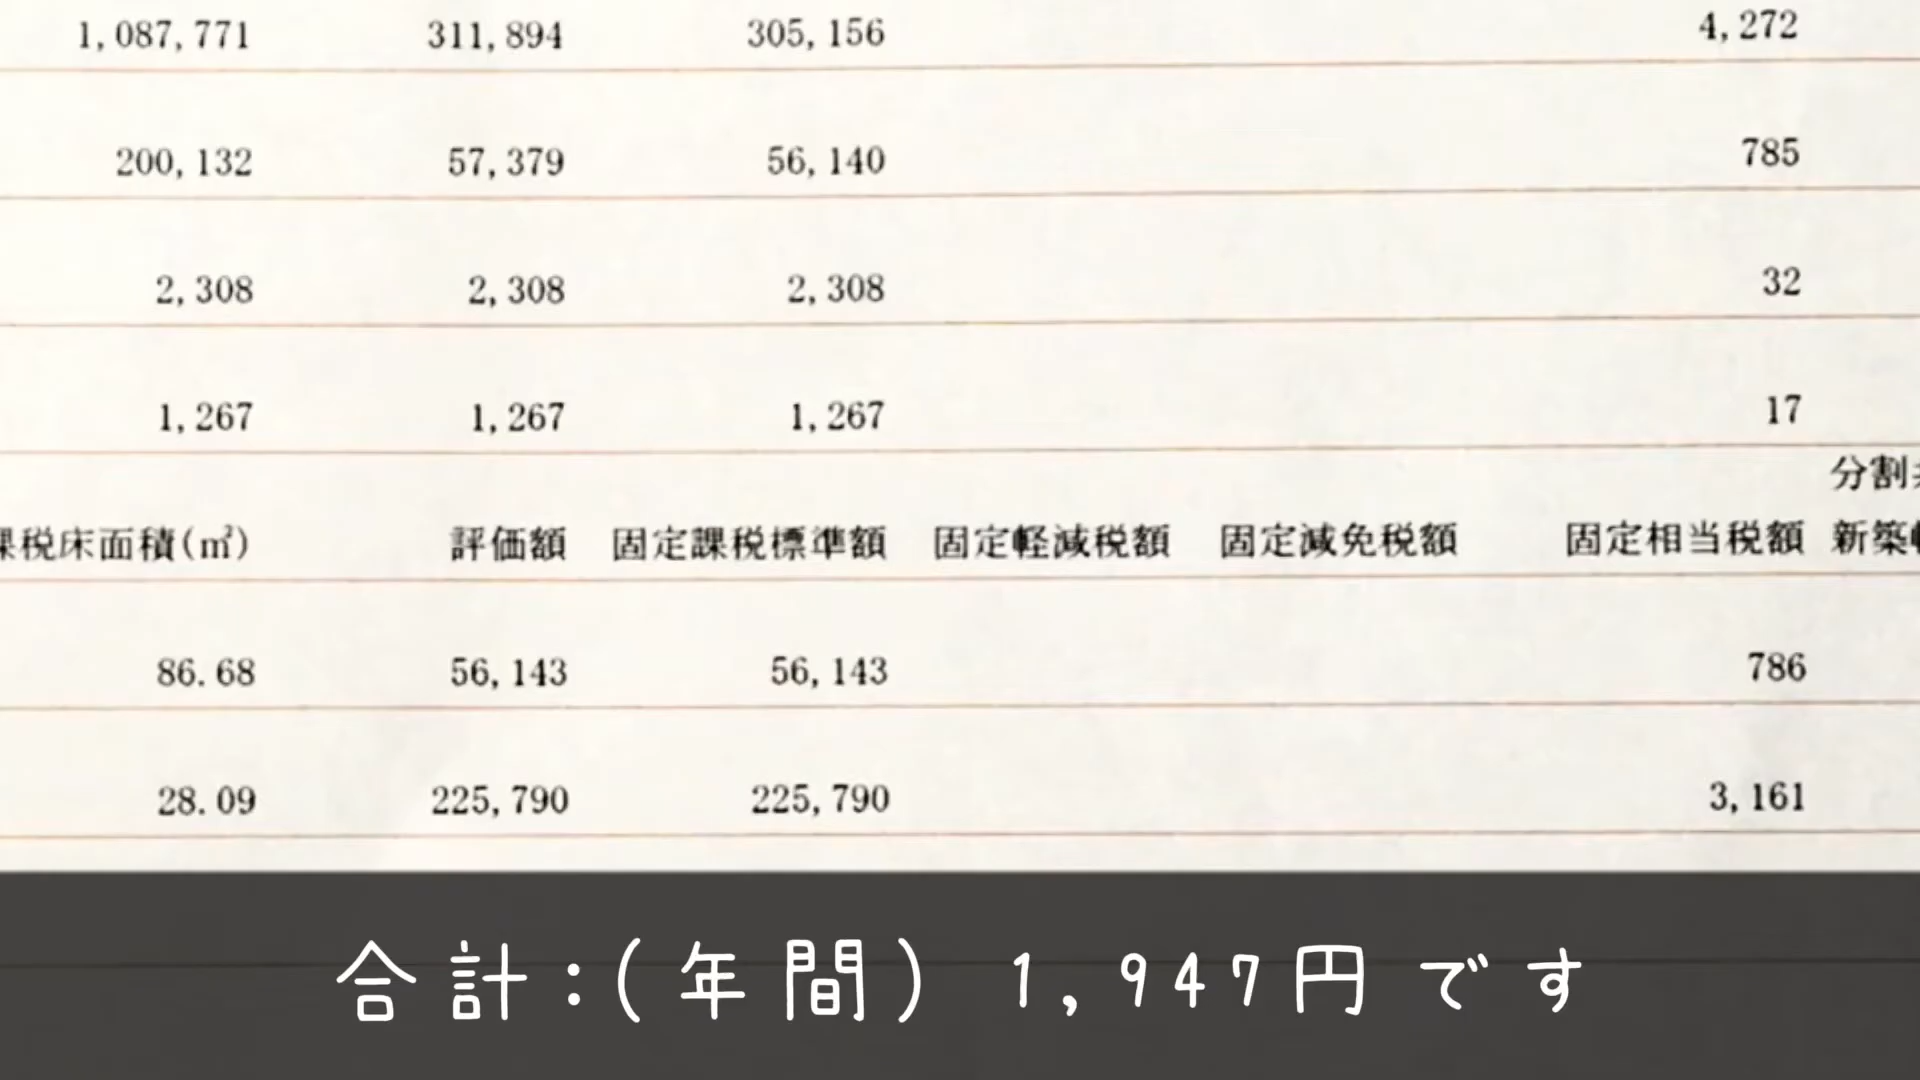 1,087,771 311,894 305,156 4,272
200,132 57,379 56,140 785
2,308 2,308 2,308 32
1,267 1,267 1,267 17
分割
課税床面積(㎡) 評価額 固定課税標準額 固定軽減税額 固定減免税額 固定相当税額 新築
86.68 56,143 56,143 786
28.09 225,790 225,790 3,161
合計:(年間) 1,947円です